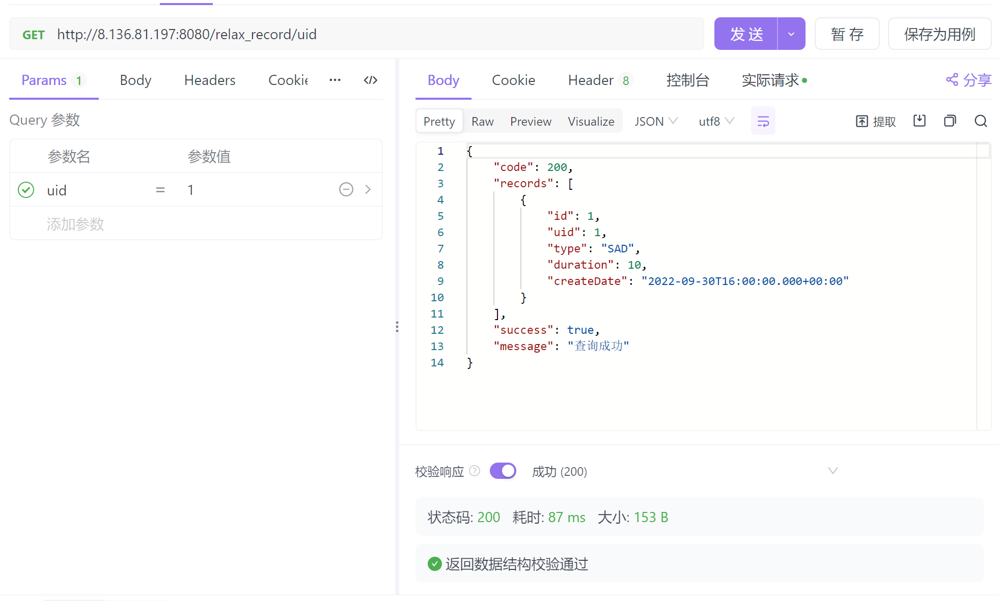 GET http://8.136.81.197:8080/relax_record/uid 发 送 暂 存 保存为用例
Params 1 Body Headers Cookie ··· </>
Query 参数
参数名 参数值
uid = 1
添加参数
Body Cookie Header 8 控制台 实际请求 分享
Pretty Raw Preview Visualize JSON utf8 提取
1 {
2 "code": 200,
3 "records": [
4 {
5 "id": 1,
6 "uid": 1,
7 "type": "SAD",
8 "duration": 10,
9 "createDate": "2022-09-30T16:00:00.000+00:00"
10 }
11 ],
12 "success": true,
13 "message": "查询成功"
14 }
校验响应 ? 成功 (200)
状态码: 200 耗时: 87 ms 大小: 153 B
返回数据结构校验通过